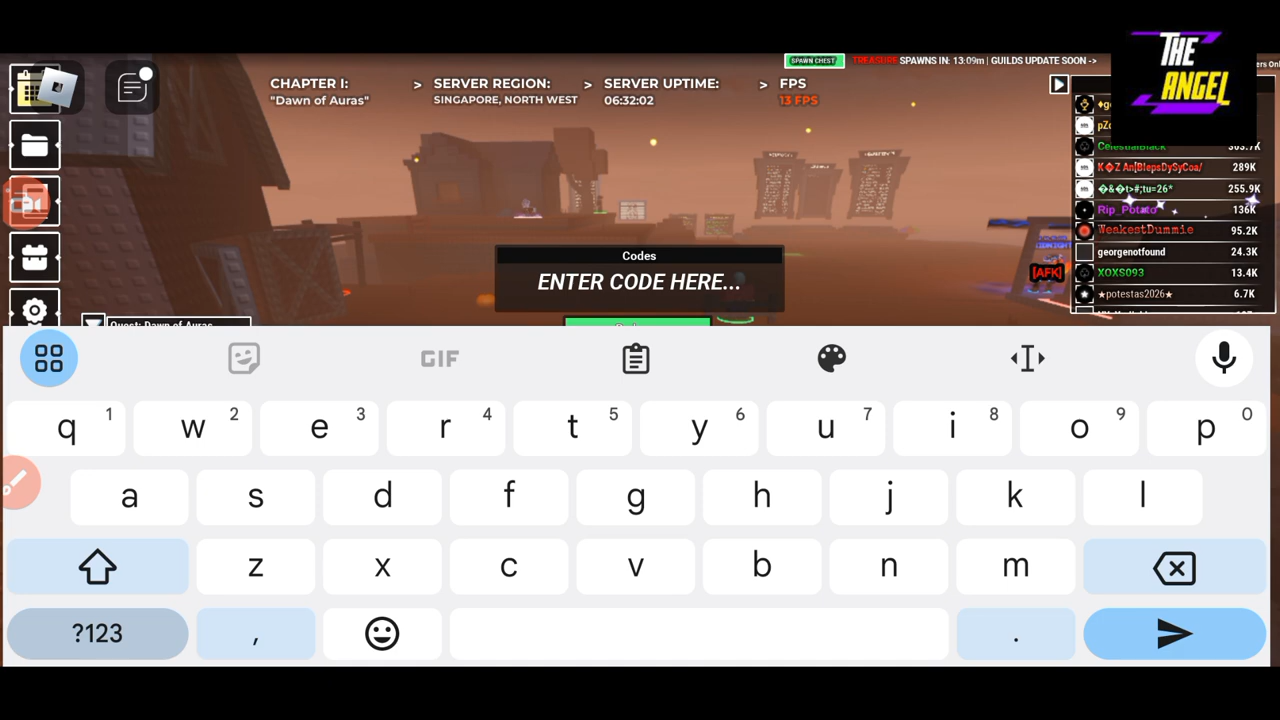 SPAWN CHEST
TREASURE SPAWNS IN: 13:09m | GUILDS UPDATE SOON ->
THE
ANGEL
CHAPTER I:
"Dawn of Auras"
>
SERVER REGION:
SINGAPORE, NORTH WEST
>
SERVER UPTIME:
06:32:02
>
FPS
13 FPS
CelestialBlack 303.7K
289K
255.9K
Rip_Potato 136K
WeakestDummie 95.2K
georgenotfound 24.3K
XOXS093 13.4K
★potestas2026★ 6.7K
[AFK]
Codes
ENTER CODE HERE...
Quest: Dawn of Auras
GIF
q 1 w 2 e 3 r 4 t 5 y 6 u 7 i 8 o 9 p 0
a s d f g h j k l
z x c v b n m
?123 , .